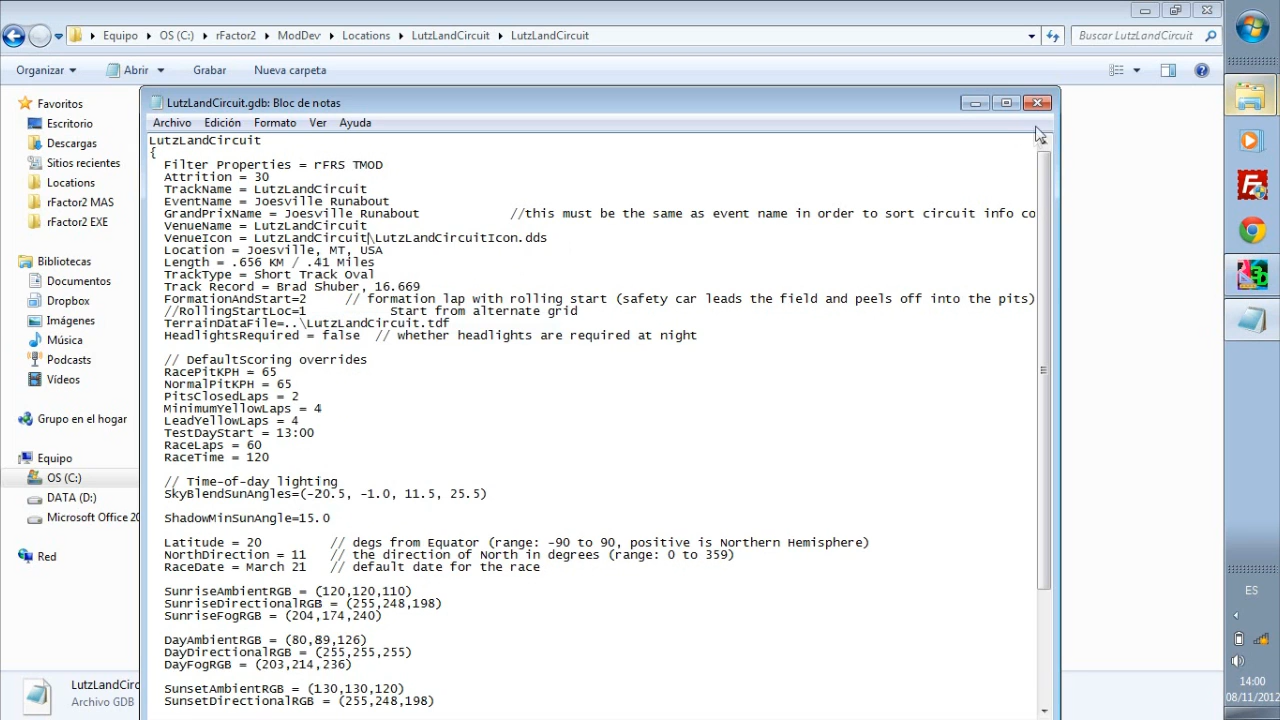 Equipo
OS (C:)
rFactor2
ModDev
Locations
LutzLandCircuit
LutzLandCircuit
Buscar LutzLandCircuit
Organizar
Abrir
Grabar
Nueva carpeta
Favoritos
Escritorio
Descargas
Sitios recientes
Locations
rFactor2 MAS
rFactor2 EXE
Bibliotecas
Documentos
Dropbox
Imágenes
Música
Podcasts
Vídeos
Grupo en el hogar
Equipo
OS (C:)
DATA (D:)
Microsoft Office 20
Red
LutzLandCircuit.gdb: Bloc de notas
Archivo Edición Formato Ver Ayuda
LutzLandCircuit
{
Filter Properties = rFRS TMOD
Attrition = 30
TrackName = LutzLandCircuit
EventName = Joesville Runabout
GrandPrixName = Joesville Runabout //this must be the same as event name in order to sort circuit info co
VenueName = LutzLandCircuit
VenueIcon = LutzLandCircuit\LutzLandCircuitIcon.dds
Location = Joesville, MT, USA
Length = .656 KM / .41 Miles
TrackType = Short Track Oval
Track Record = Brad Shuber, 16.669
FormationAndStart=2 // formation lap with rolling start (safety car leads the field and peels off into the pits)
//RollingStartLoc=1 Start from alternate grid
TerrainDataFile=..\LutzLandCircuit.tdf
HeadlightsRequired = false // whether headlights are required at night
// DefaultScoring overrides
RacePitKPH = 65
NormalPitKPH = 65
PitsClosedLaps = 2
MinimumYellowLaps = 4
LeadYellowLaps = 4
TestDayStart = 13:00
RaceLaps = 60
RaceTime = 120
// Time-of-day lighting
SkyBlendSunAngles=(-20.5, -1.0, 11.5, 25.5)
ShadowMinSunAngle=15.0
Latitude = 20 // degs from Equator (range: -90 to 90, positive is Northern Hemisphere)
NorthDirection = 11 // the direction of North in degrees (range: 0 to 359)
RaceDate = March 21 // default date for the race
SunriseAmbientRGB = (120,120,110)
SunriseDirectionalRGB = (255,248,198)
SunriseFogRGB = (204,174,240)
DayAmbientRGB = (80,89,126)
DayDirectionalRGB = (255,255,255)
DayFogRGB = (203,214,236)
SunsetAmbientRGB = (130,130,120)
SunsetDirectionalRGB = (255,248,198)
LutzLandCirc
Archivo GDB
ES
14:00
08/11/2012